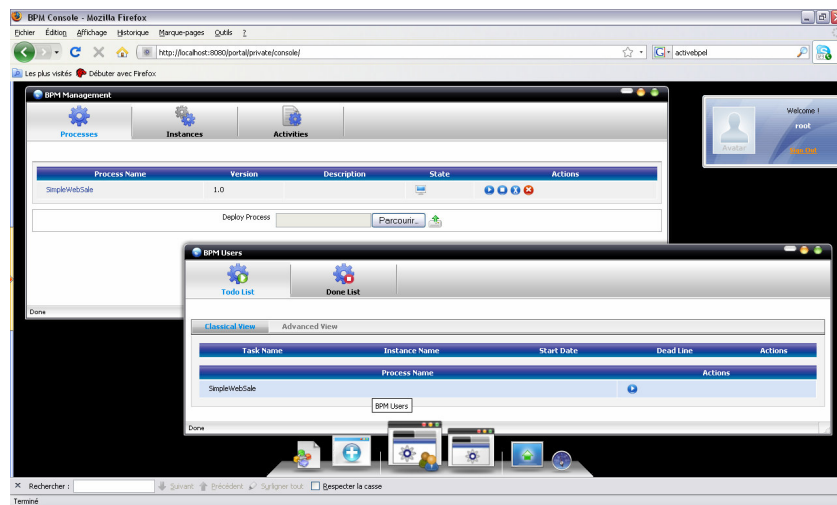 BPM Console - Mozilla Firefox
Fichier Edition Affichage Historique Marque-pages Outils ?
http://localhost:8080/portal/private/console/
activebpel
Les plus visités Débuter avec Firefox
BPM Management
Processes Instances Activities
Welcome !
root
Avatar
Sign Out
Process Name Version Description State Actions
SimpleWebSale 1.0
Deploy Process Parcourir...
BPM Users
Todo List Done List
Done
Classical View Advanced View
Task Name Instance Name Start Date Dead Line Actions
Process Name Actions
SimpleWebSale
BPM Users
Done
Rechercher : Suivant Précédent Surligner tout Respecter la casse
Terminé